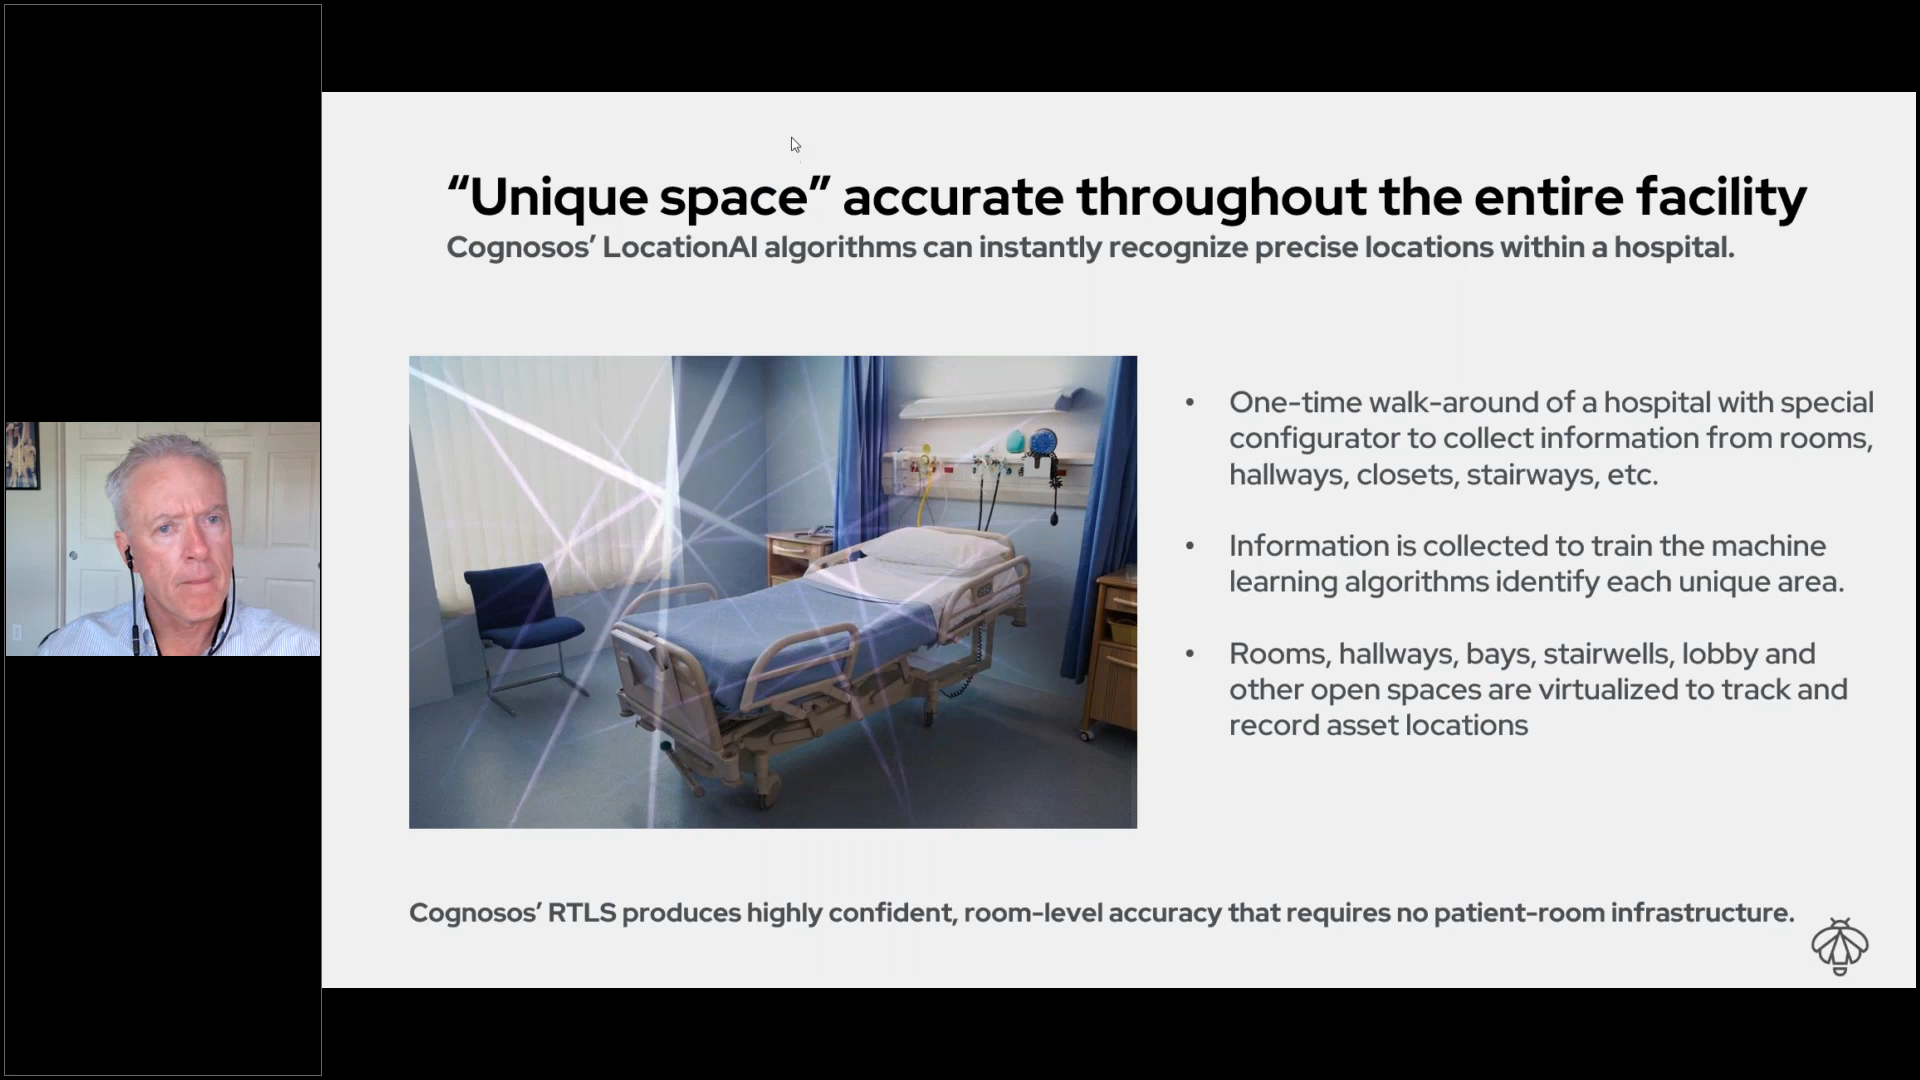 “Unique space” accurate throughout the entire facility
Cognosos’ LocationAI algorithms can instantly recognize precise locations within a hospital.
• One-time walk-around of a hospital with special
configurator to collect information from rooms,
hallways, closets, stairways, etc.
• Information is collected to train the machine
learning algorithms identify each unique area.
• Rooms, hallways, bays, stairwells, lobby and
other open spaces are virtualized to track and
record asset locations
Cognosos’ RTLS produces highly confident, room-level accuracy that requires no patient-room infrastructure.